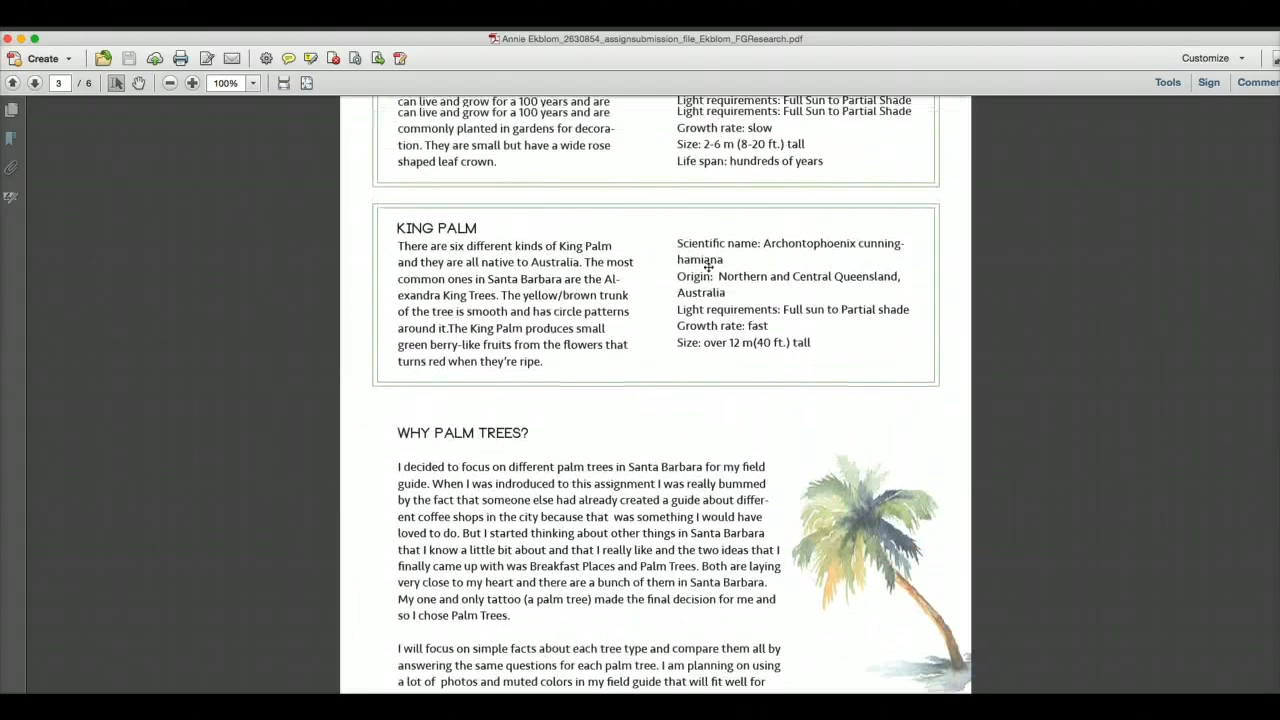 Annie Ekblom_2630854_assignsubmission_file_Ekblom_FGResearch.pdf
Create
Customize
3 / 6
100%
Tools
Sign
Commer
can live and grow for a 100 years and are
can live and grow for a 100 years and are
commonly planted in gardens for decora-
tion. They are small but have a wide rose
shaped leaf crown.
Light requirements: Full Sun to Partial Shade
Light requirements: Full Sun to Partial Shade
Growth rate: slow
Size: 2-6 m (8-20 ft.) tall
Life span: hundreds of years
KING PALM
There are six different kinds of King Palm
and they are all native to Australia. The most
common ones in Santa Barbara are the Al-
exandra King Trees. The yellow/brown trunk
of the tree is smooth and has circle patterns
around it.The King Palm produces small
green berry-like fruits from the flowers that
turns red when they're ripe.
Scientific name: Archontophoenix cunning-
hamiana
Origin: Northern and Central Queensland,
Australia
Light requirements: Full sun to Partial shade
Growth rate: fast
Size: over 12 m(40 ft.) tall
WHY PALM TREES?
I decided to focus on different palm trees in Santa Barbara for my field
guide. When I was indroduced to this assignment I was really bummed
by the fact that someone else had already created a guide about differ-
ent coffee shops in the city because that was something I would have
loved to do. But I started thinking about other things in Santa Barbara
that I know a little bit about and that I really like and the two ideas that I
finally came up with was Breakfast Places and Palm Trees. Both are laying
very close to my heart and there are a bunch of them in Santa Barbara.
My one and only tattoo (a palm tree) made the final decision for me and
so I chose Palm Trees.
I will focus on simple facts about each tree type and compare them all by
answering the same questions for each palm tree. I am planning on using
a lot of photos and muted colors in my field guide that will fit well for